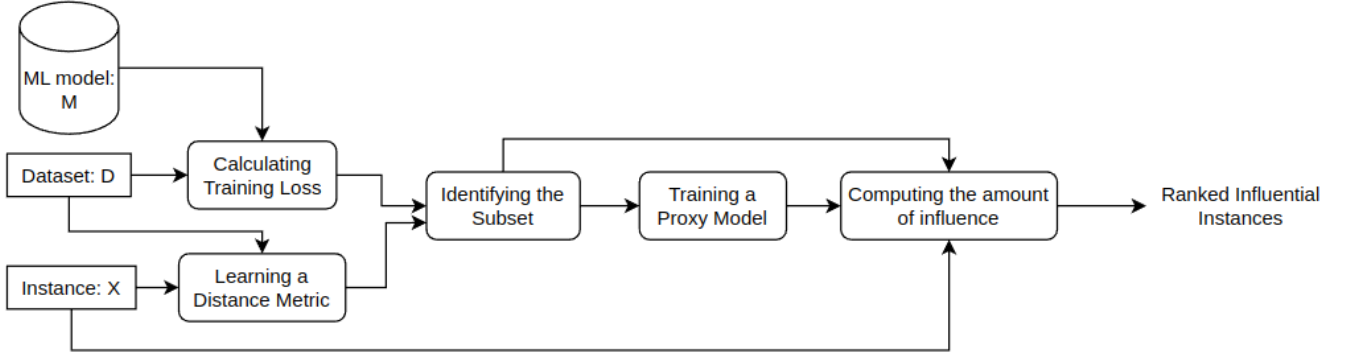 ML model:
M
Dataset: D
Calculating
Training Loss
Instance: X
Learning a
Distance Metric
Identifying the
Subset
Training a
Proxy Model
Computing the amount
of influence
Ranked Influential
Instances